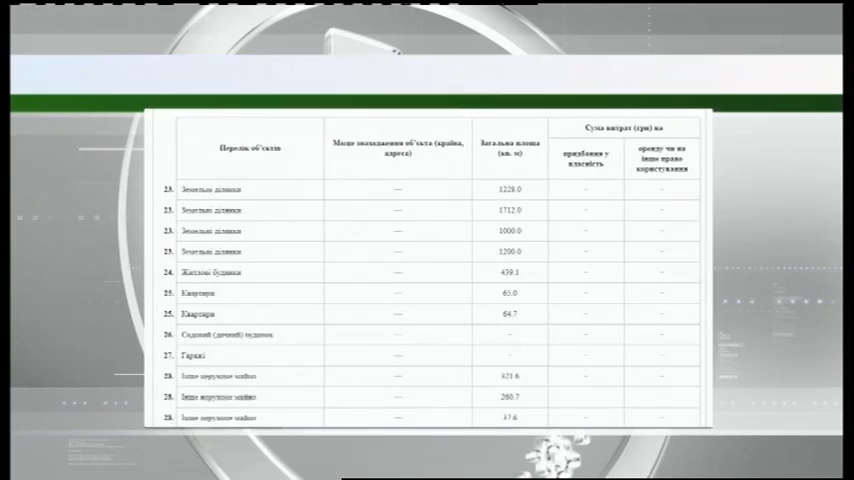 Перелік об'єктів
Місце знаходження об'єкта (країна, адреса)
Загальна площа (кв. м)
Сума витрат (грн) на
придбання у власність
оренду чи на інше право користування
23. Земельні ділянки — 1228.0 - -
23. Земельні ділянки — 1712.0 - -
23. Земельні ділянки — 1000.0 - -
23. Земельні ділянки — 1200.0 - -
24. Житлові будинки — 439.1 - -
25. Квартири — 65.0 - -
25. Квартири — 64.7 - -
26. Садовий (дачний) будинок — - - -
27. Гаражі — - - -
28. Інше нерухоме майно — 321.6 - -
28. Інше нерухоме майно — 260.7 - -
28. Інше нерухоме майно — 37.6 - -